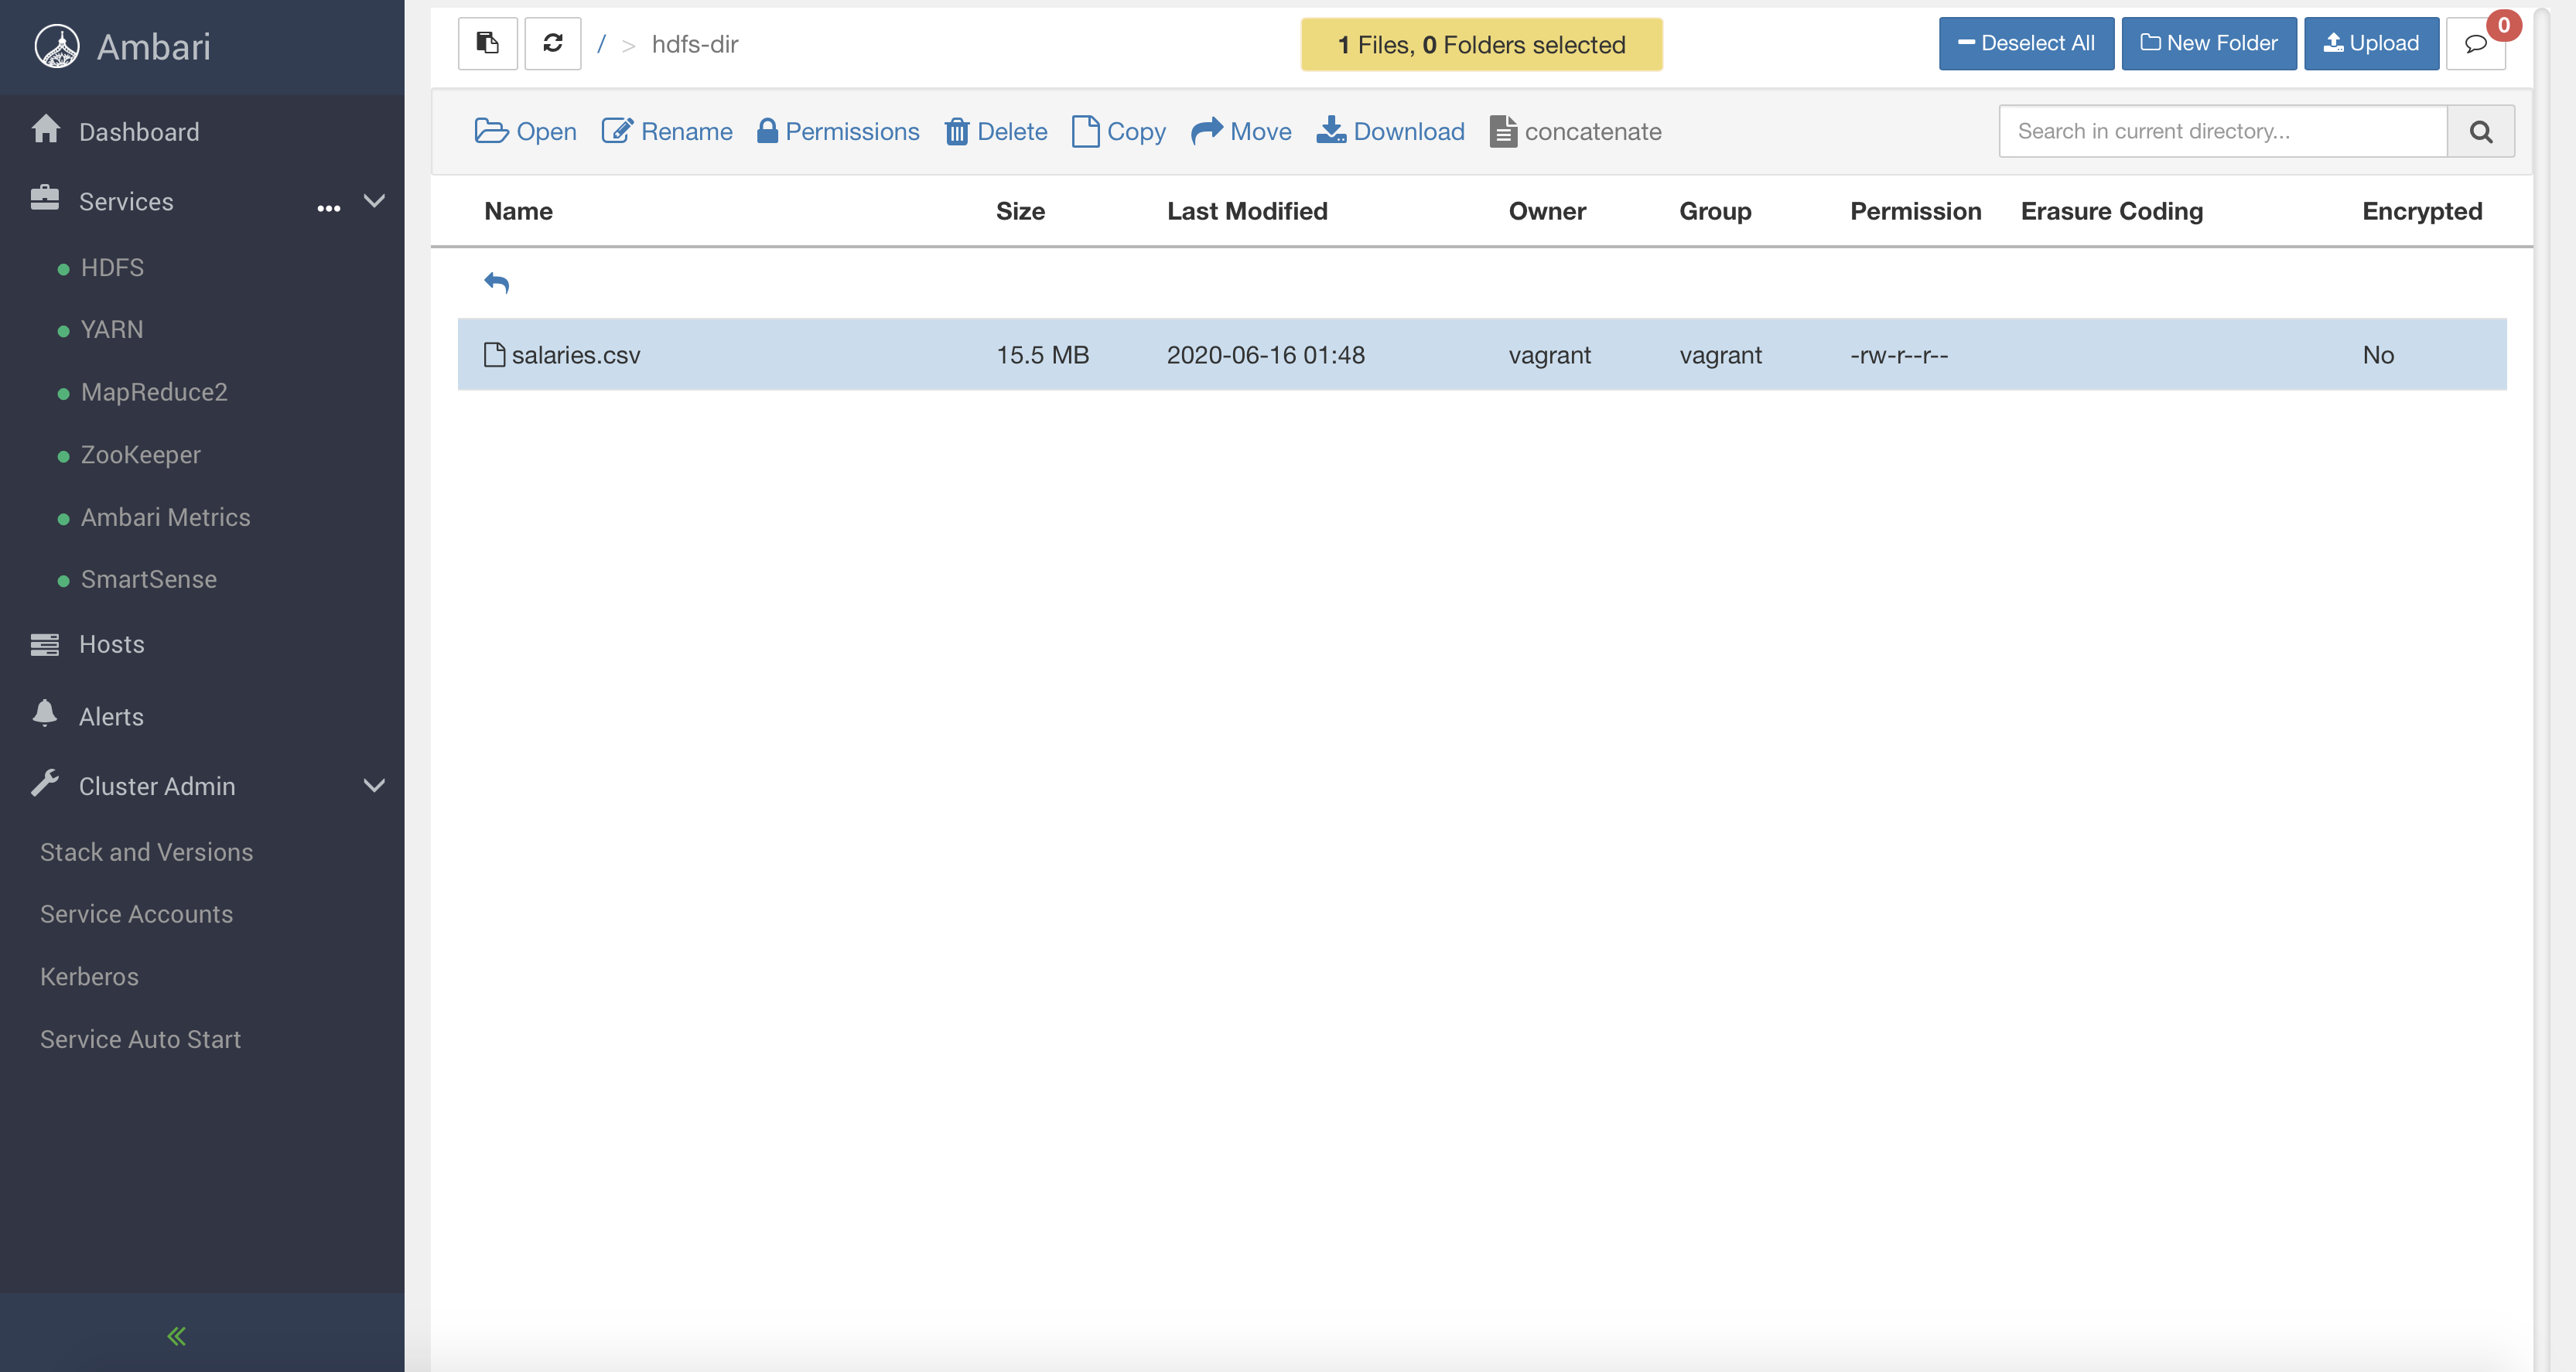 Ambari
Dashboard
Services
HDFS
YARN
MapReduce2
ZooKeeper
Ambari Metrics
SmartSense
Hosts
Alerts
Cluster Admin
Stack and Versions
Service Accounts
Kerberos
Service Auto Start
/ > hdfs-dir
1 Files, 0 Folders selected
Deselect All New Folder Upload 0
Open Rename Permissions Delete Copy Move Download concatenate
Search in current directory...
Name Size Last Modified Owner Group Permission Erasure Coding Encrypted
salaries.csv 15.5 MB 2020-06-16 01:48 vagrant vagrant -rw-r--r-- No